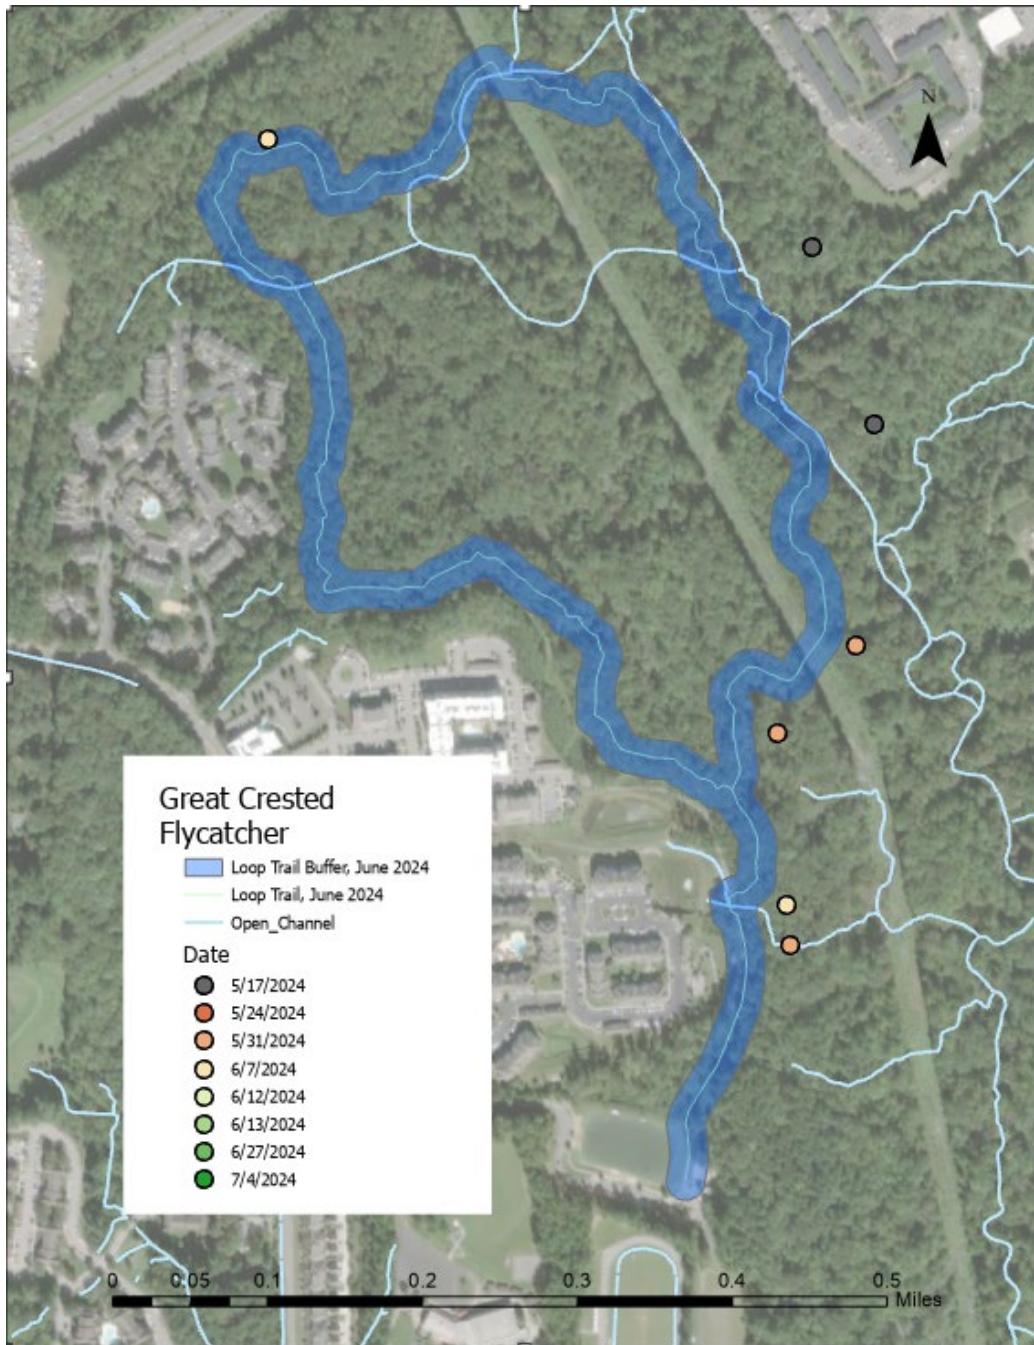 N
Great Crested
Flycatcher
Loop Trail Buffer, June 2024
Loop Trail, June 2024
Open_Channel
Date
5/17/2024
5/24/2024
5/31/2024
6/7/2024
6/12/2024
6/13/2024
6/27/2024
7/4/2024
0 0.05 0.1 0.2 0.3 0.4 0.5
Miles